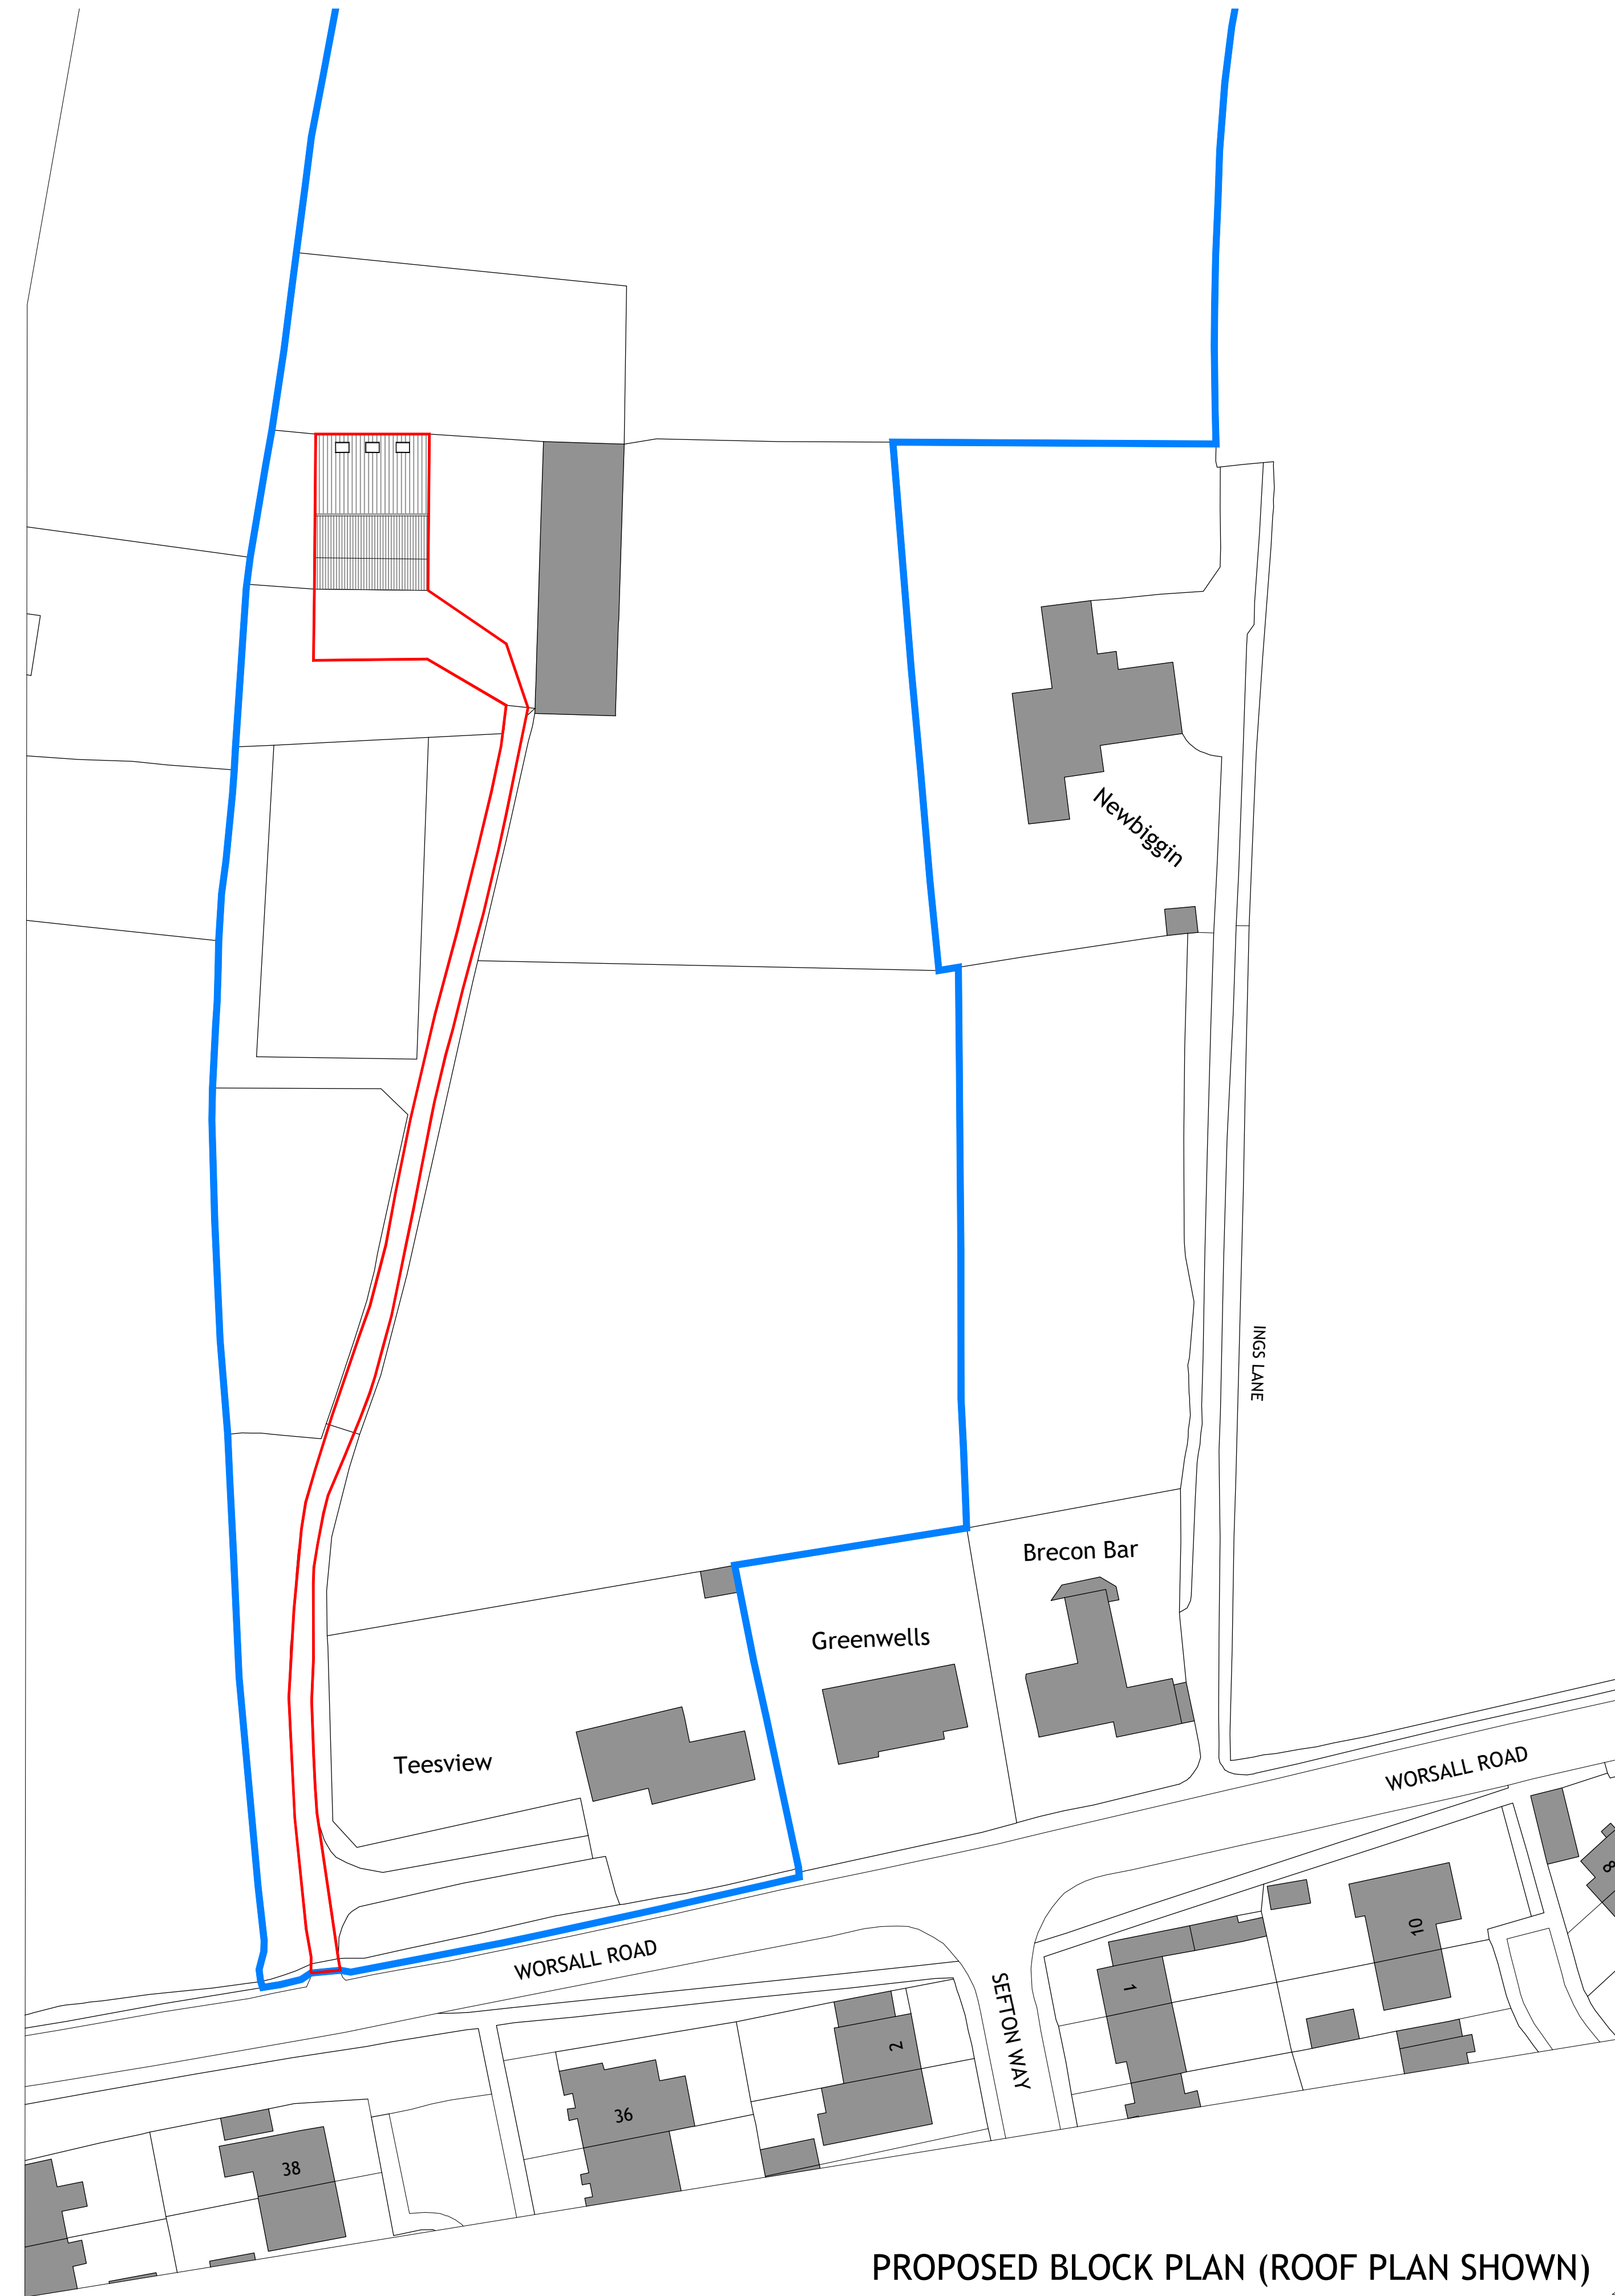 Newbiggin
INGS LANE
Brecon Bar
Greenwells
Teesview
WORSALL ROAD
WORSALL ROAD
SEFTON WAY
8
10
1
2
36
38
PROPOSED BLOCK PLAN (ROOF PLAN SHOWN)